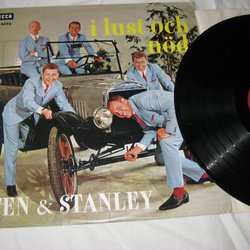 DECCA
i lust och
nöd
EN & STANLEY